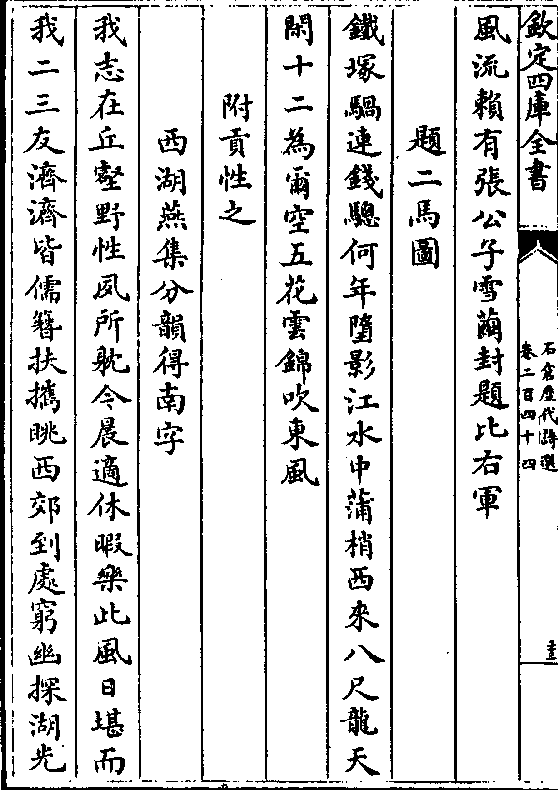 欽定四庫全書
石倉歷代詩選
卷二百四十四
風流賴有張公子雪繭封題比右軍
題二馬圖
鐵塚騧連錢驄何年墮影江水中蒲梢西來八尺龍天
閑十二為爾空五花雲錦吹東風
附貢性之
西湖燕集分韻得南字
我志在丘壑野性夙所躭今晨適休暇樂此風日堪而
我二三友濟濟皆儒簪扶攜眺西郊到處窮幽探湖光